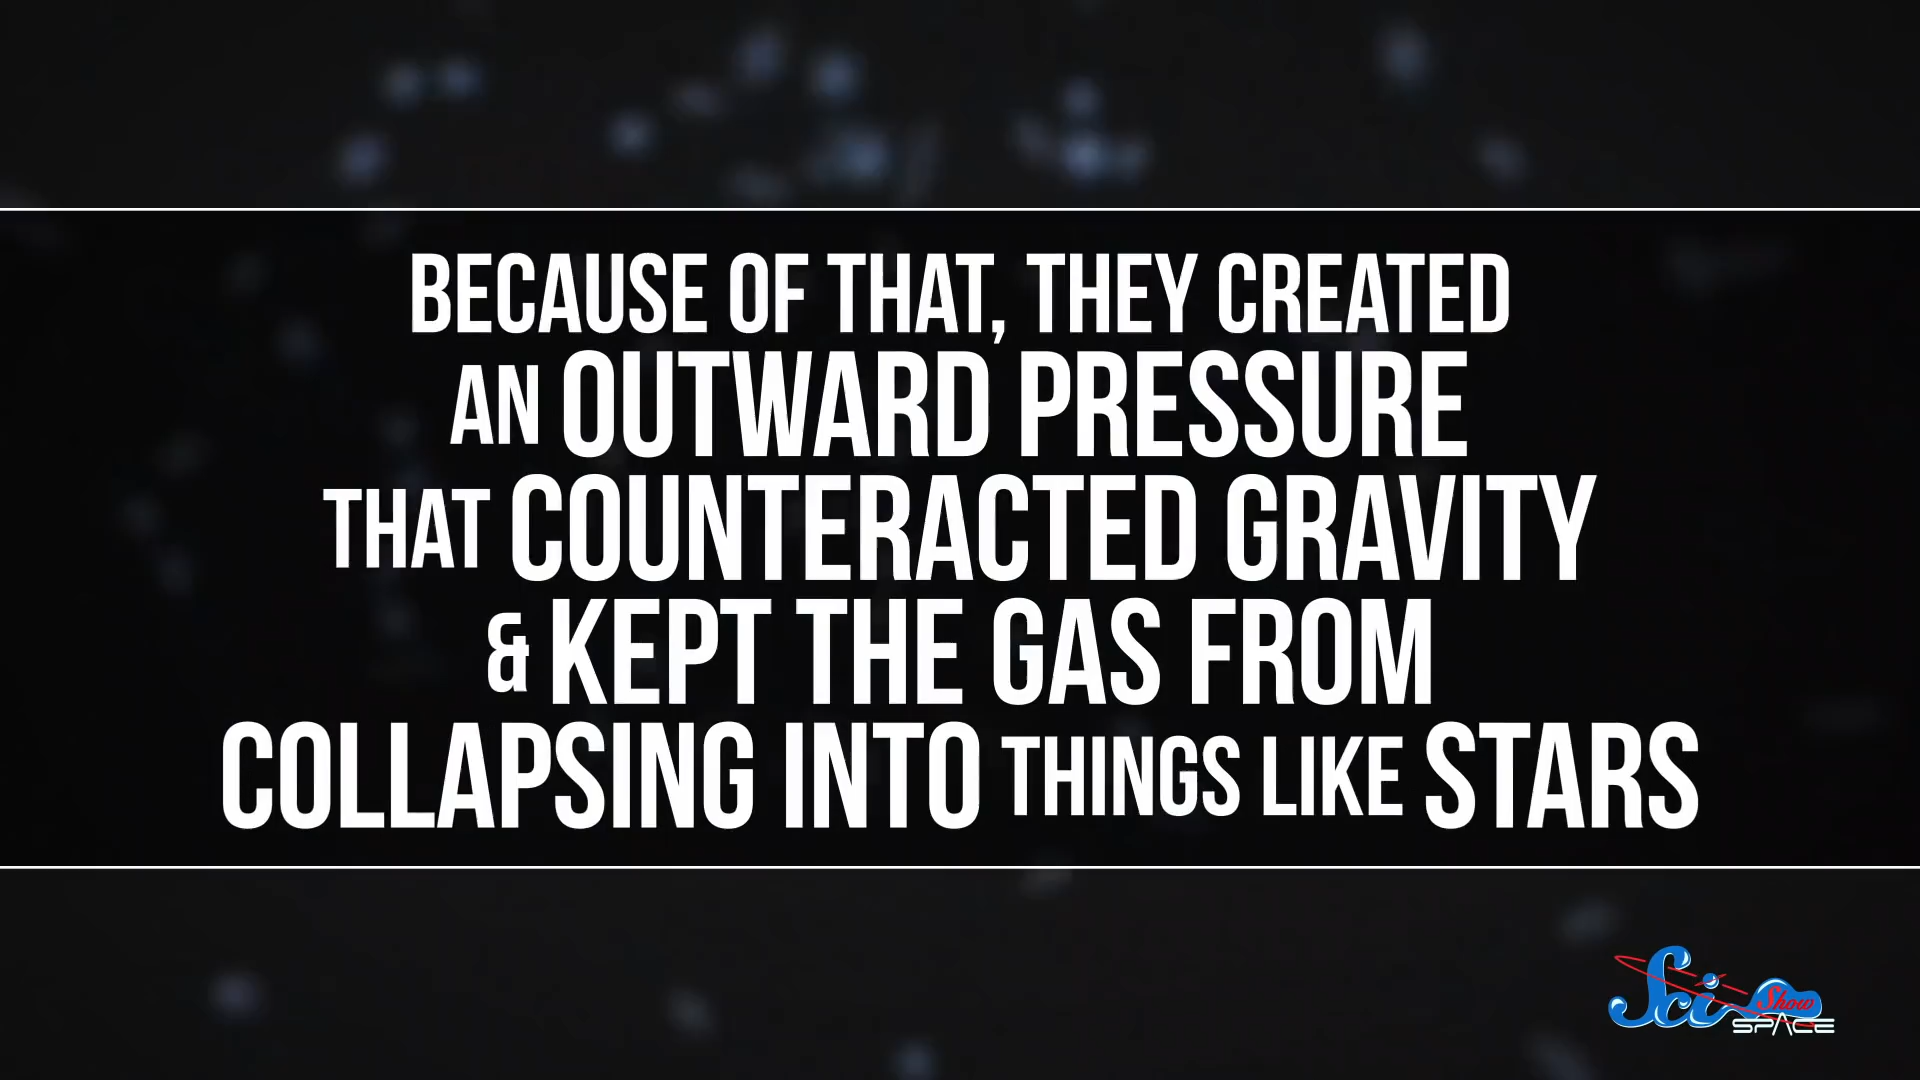 BECAUSE OF THAT, THEY CREATED
AN OUTWARD PRESSURE
THAT COUNTERACTED GRAVITY
& KEPT THE GAS FROM
COLLAPSING INTO THINGS LIKE STARS
Sci Show
SPACE